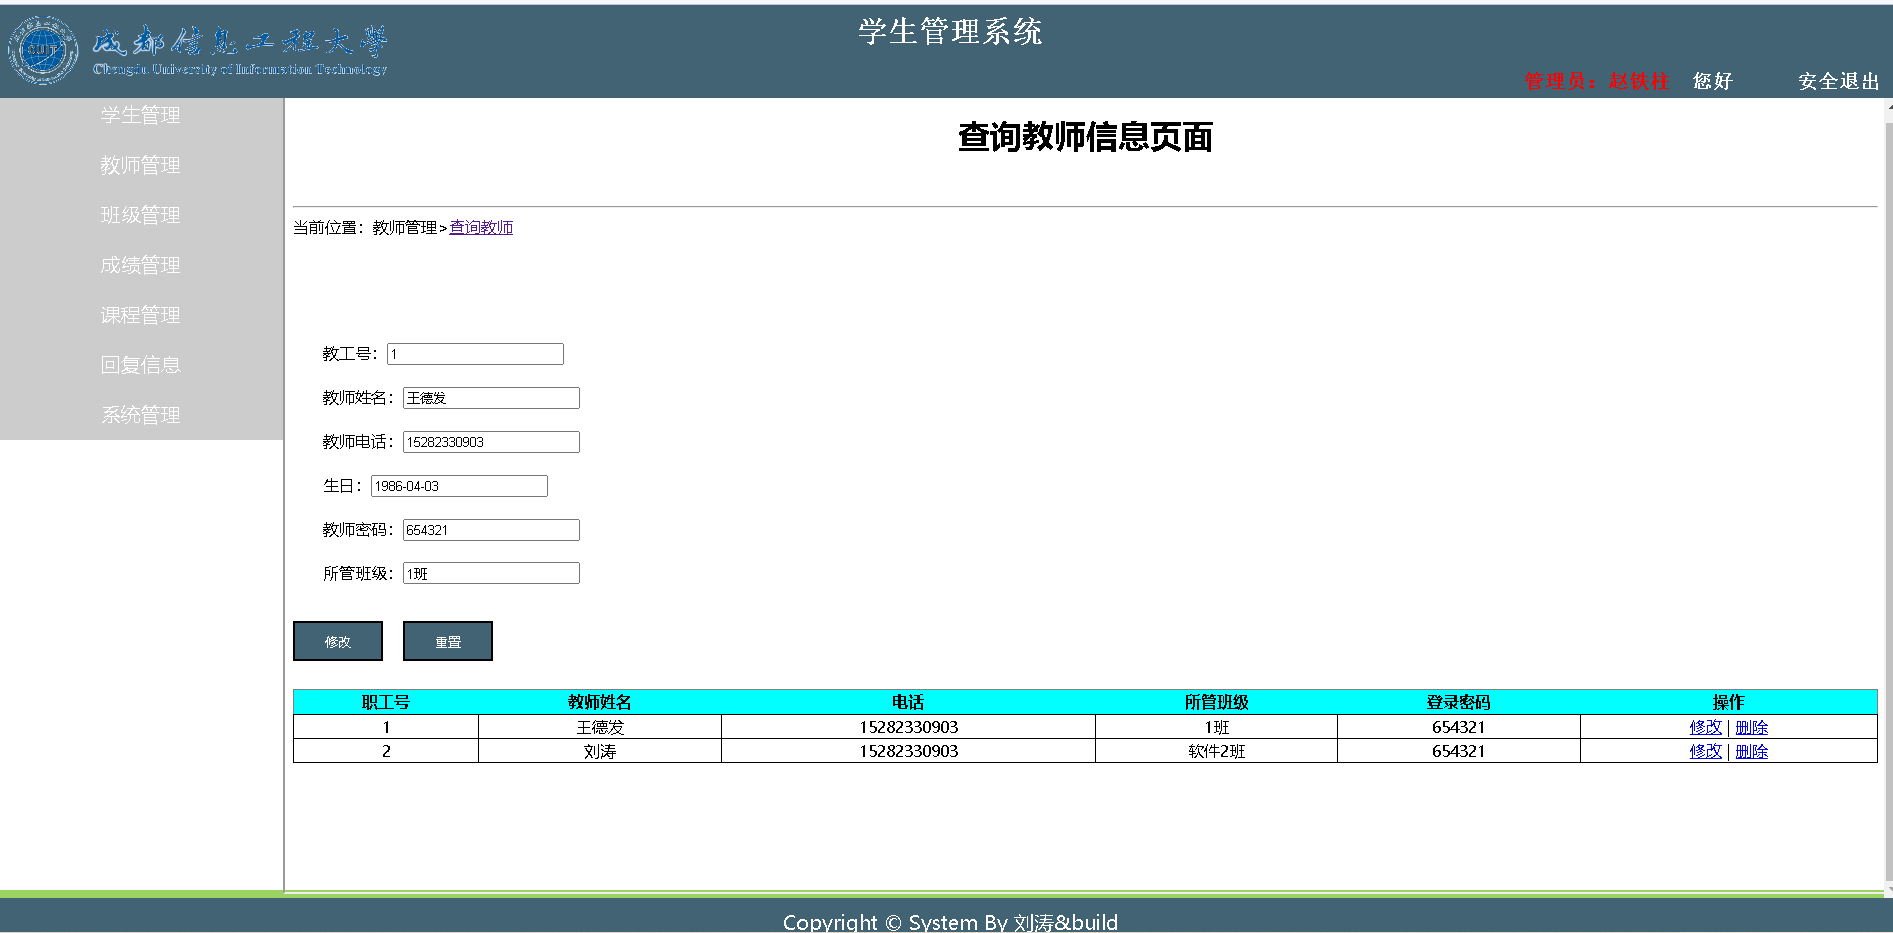 学生管理系统
成都信息工程大學
CUIT
Chengdu University of Information Technology
管理员：赵铁柱 您好 安全退出
学生管理
教师管理
班级管理
成绩管理
课程管理
回复信息
系统管理
查询教师信息页面
当前位置：教师管理>查询教师
教工号：1
教师姓名：王德发
教师电话：15282330903
生日：1986-04-03
教师密码：654321
所管班级：1班
修改 重置
职工号 教师姓名 电话 所管班级 登录密码 操作
1 王德发 15282330903 1班 654321 修改 | 删除
2 刘涛 15282330903 软件2班 654321 修改 | 删除
Copyright © System By 刘涛&build